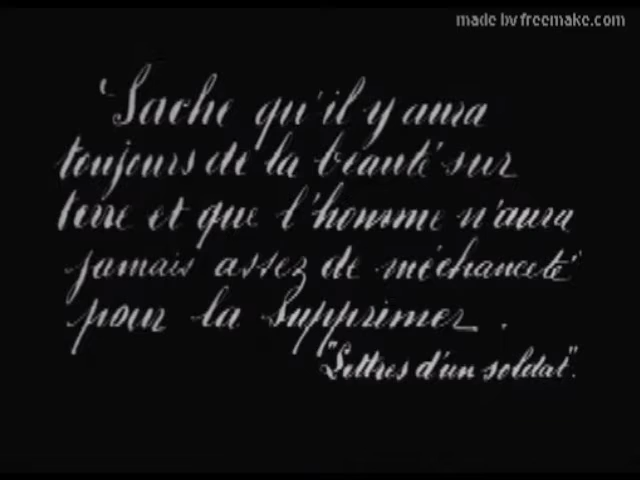 made by freemake.com
Sache qu'il y aura
toujours de la beauté sur
terre et que l'homme n'aura
jamais assez de méchanceté
pour la supprimer.
"Lettres d'un soldat".